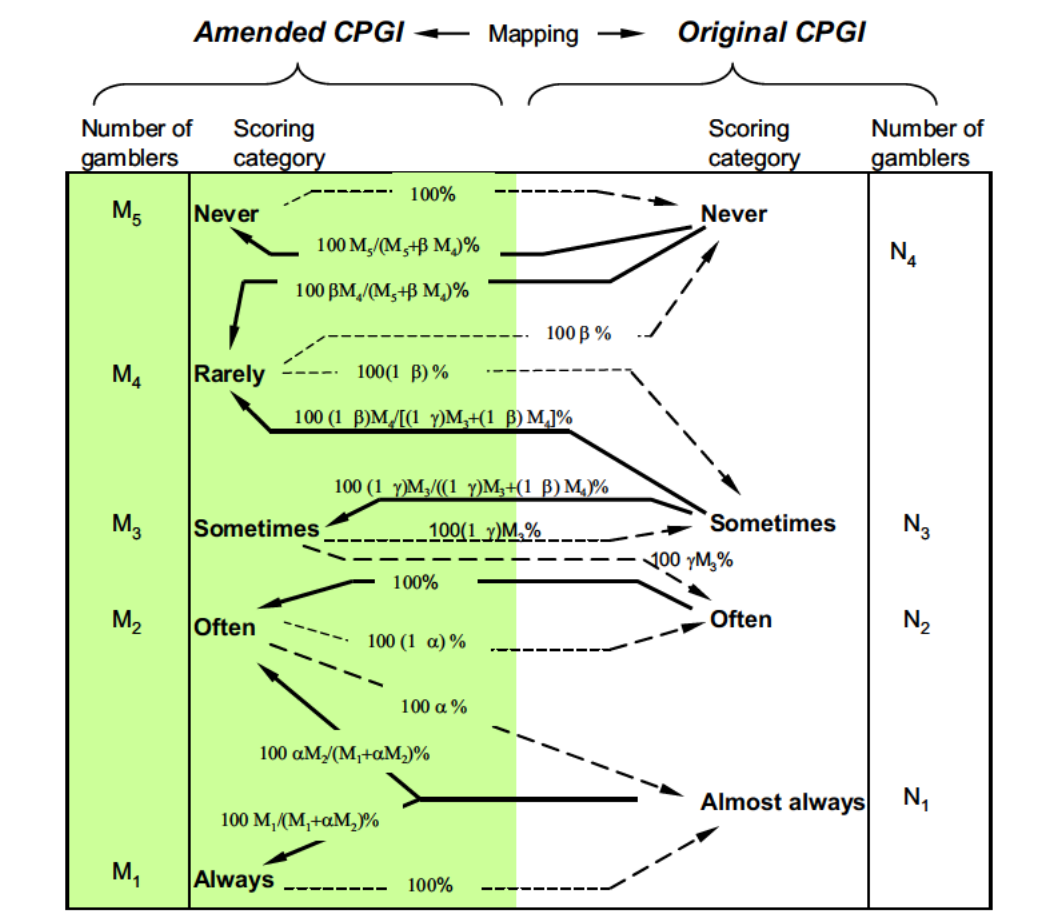 Amended CPGI Mapping Original CPGI
Number of gamblers Scoring category Scoring category Number of gamblers
M5 Never 100% Never
100 M5/(M5+β M4)% N4
100 βM4/(M5+β M4)%
100 β %
M4 Rarely 100(1 β) %
100 (1 β)M4/[(1 γ)M3+(1 β) M4]%
100 (1 γ)M3/((1 γ)M3+(1 β) M4)%
M3 Sometimes 100(1 γ)M3% Sometimes N3
100 γM3%
100%
M2 Often 100 (1 α) % Often N2
100 α %
100 αM2/(M1+αM2)%
Almost always N1
100 M1/(M1+αM2)%
M1 Always 100%